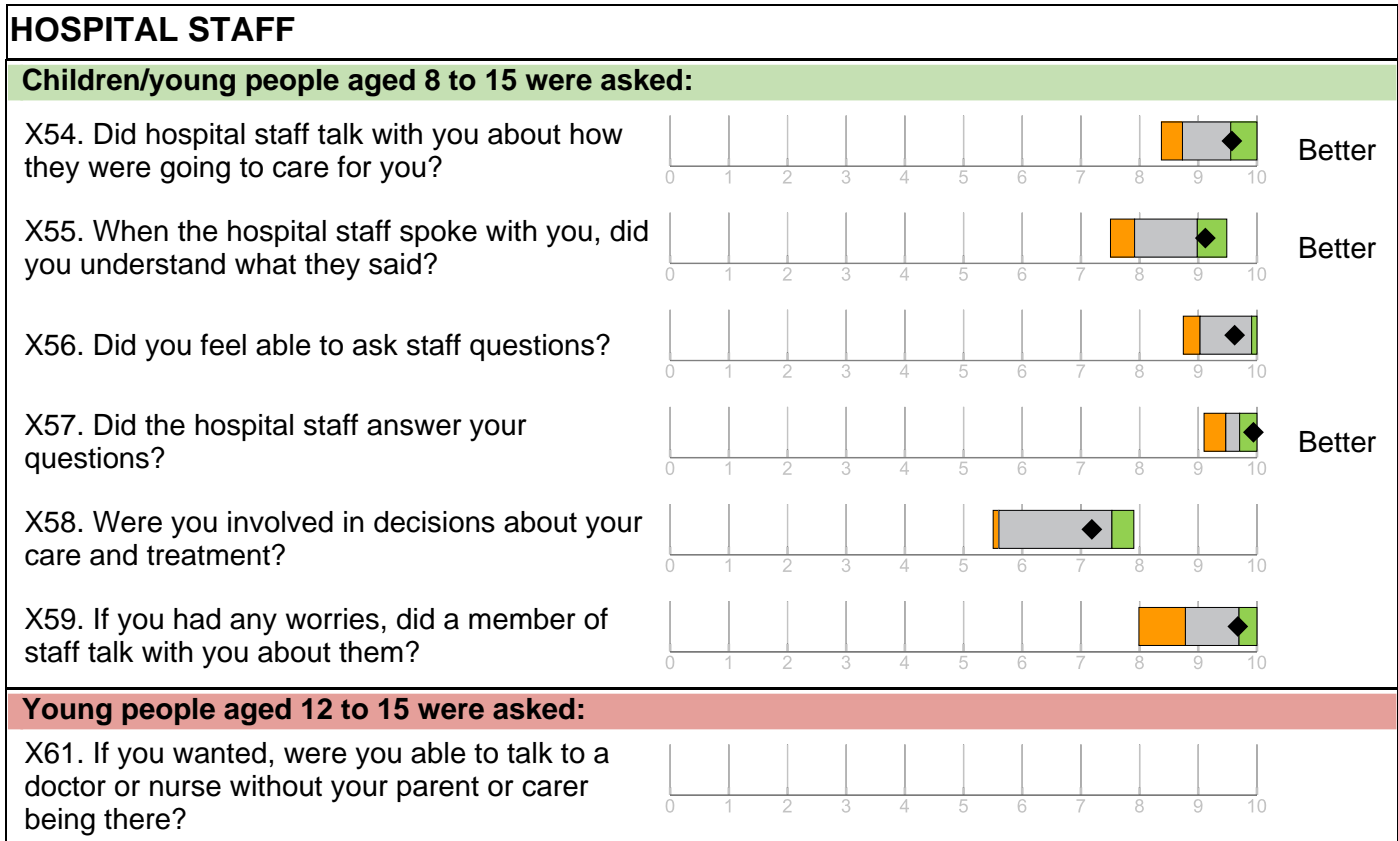 HOSPITAL STAFF
Children/young people aged 8 to 15 were asked:
X54. Did hospital staff talk with you about how
they were going to care for you?
0 1 2 3 4 5 6 7 8 9 10
Better
X55. When the hospital staff spoke with you, did
you understand what they said?
0 1 2 3 4 5 6 7 8 9 10
Better
X56. Did you feel able to ask staff questions?
0 1 2 3 4 5 6 7 8 9 10
X57. Did the hospital staff answer your
questions?
0 1 2 3 4 5 6 7 8 9 10
Better
X58. Were you involved in decisions about your
care and treatment?
0 1 2 3 4 5 6 7 8 9 10
X59. If you had any worries, did a member of
staff talk with you about them?
0 1 2 3 4 5 6 7 8 9 10
Young people aged 12 to 15 were asked:
X61. If you wanted, were you able to talk to a
doctor or nurse without your parent or carer
being there?
0 1 2 3 4 5 6 7 8 9 10